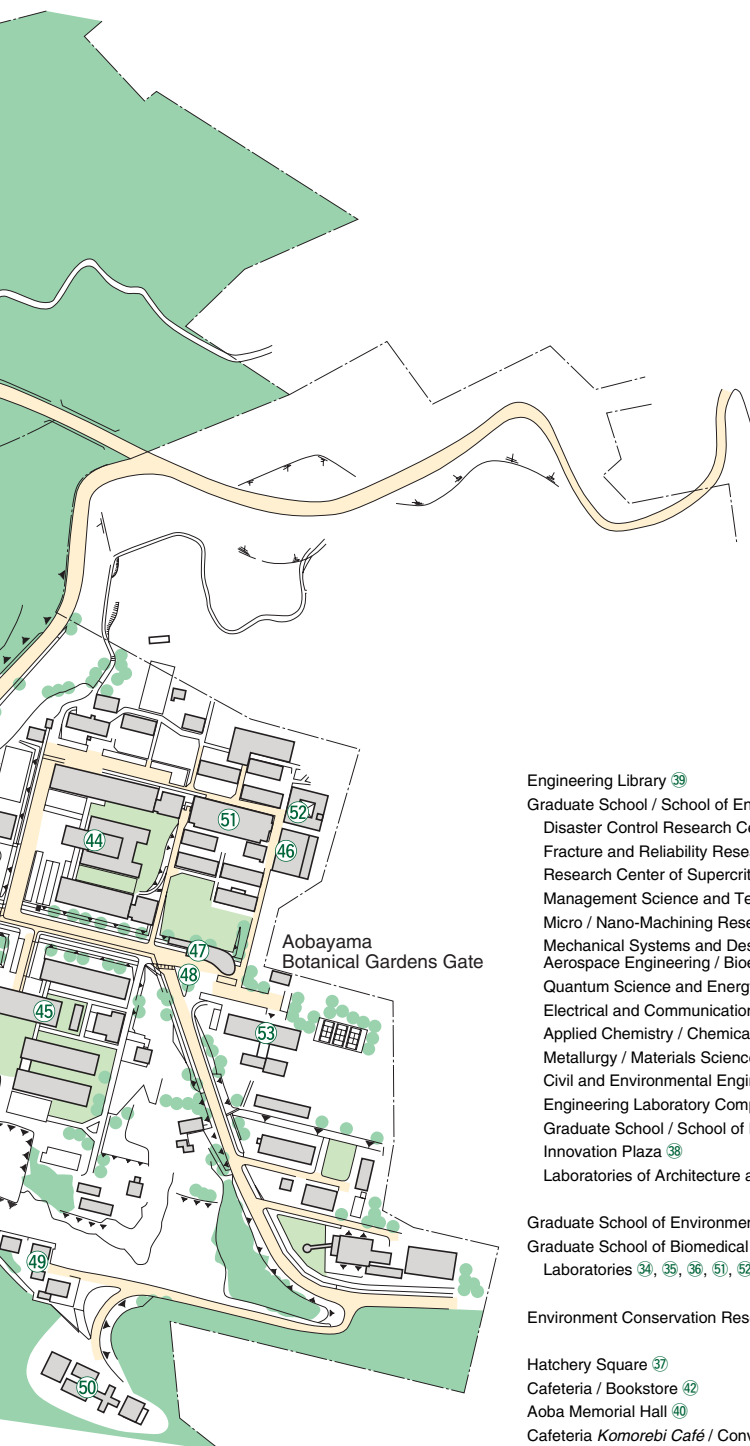 44
51
52
46
47
48
Aobayama
Botanical Gardens Gate
45
53
49
50
Engineering Library 39
Graduate School / School of En
Disaster Control Research Ce
Fracture and Reliability Resea
Research Center of Supercrit
Management Science and Te
Micro / Nano-Machining Rese
Mechanical Systems and Des
Aerospace Engineering / Bioe
Quantum Science and Energ
Electrical and Communication
Applied Chemistry / Chemica
Metallurgy / Materials Science
Civil and Environmental Engi
Engineering Laboratory Comp
Graduate School / School of
Innovation Plaza 38
Laboratories of Architecture a
Graduate School of Environmen
Graduate School of Biomedical
Laboratories 34, 35, 36, 51, 52
Environment Conservation Rese
Hatchery Square 37
Cafeteria / Bookstore 42
Aoba Memorial Hall 40
Cafeteria Komorebi Café / Conv